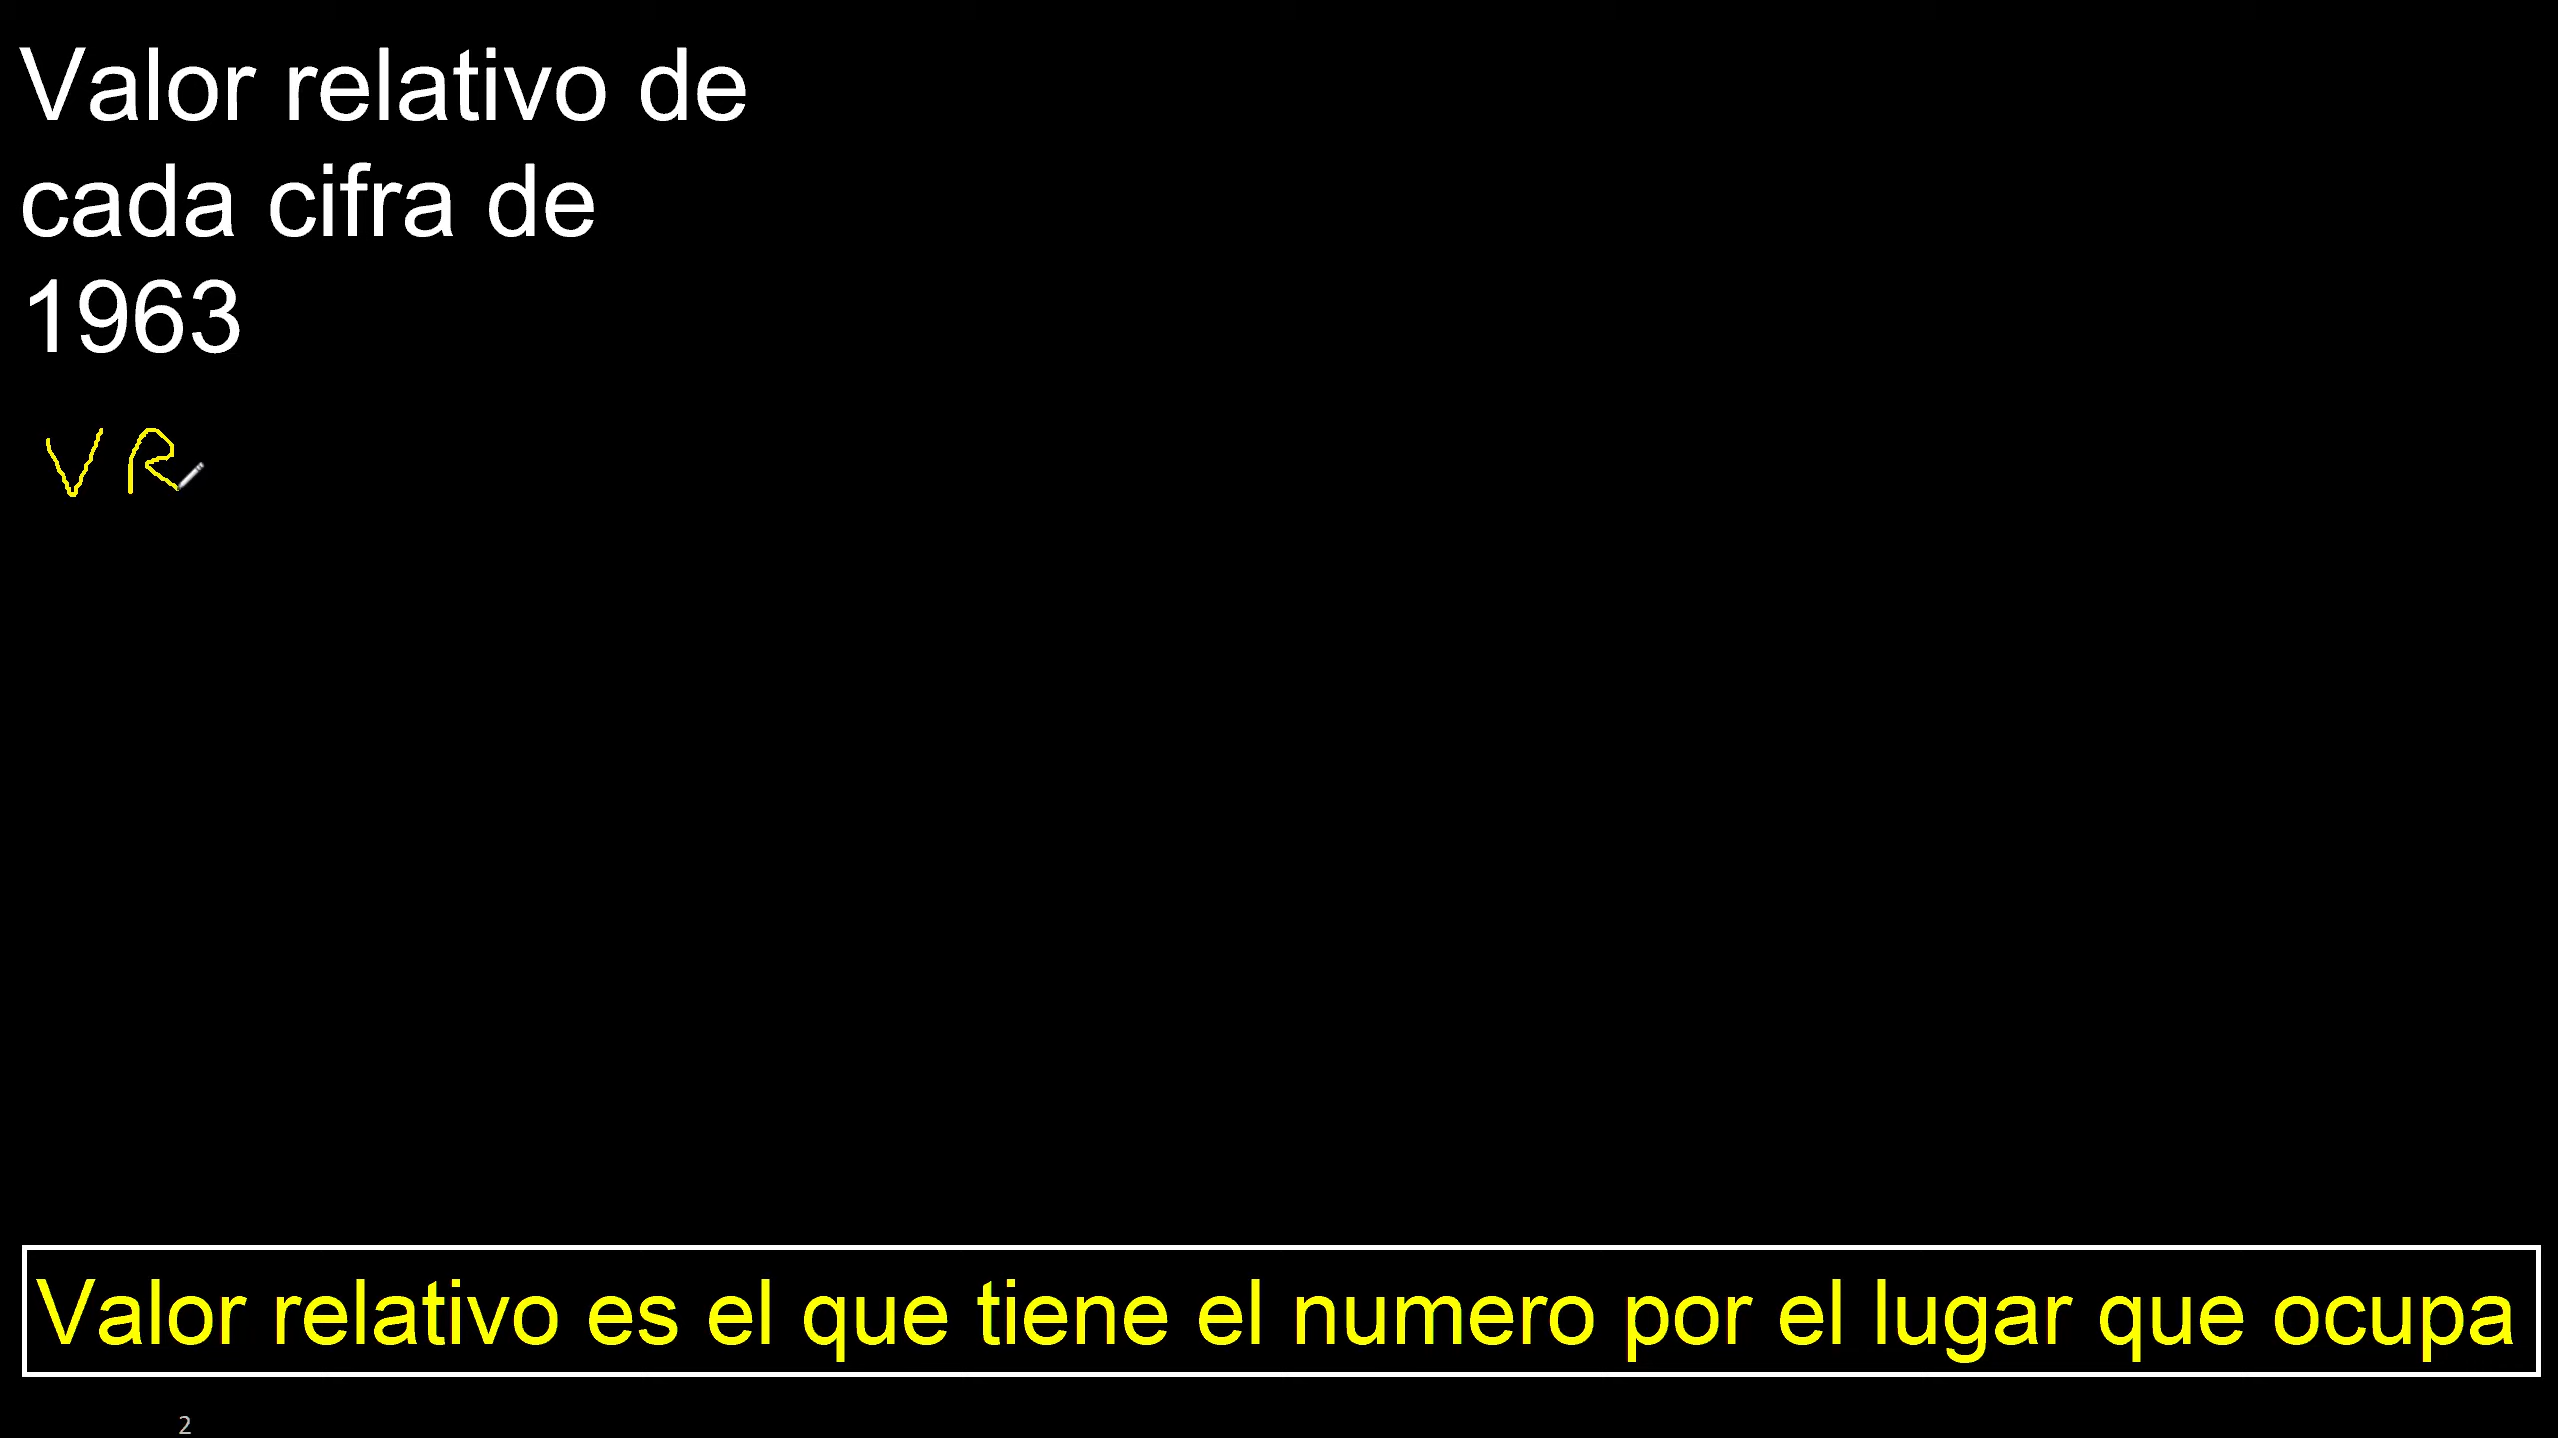 Valor relativo de
cada cifra de
1963
VR
Valor relativo es el que tiene el numero por el lugar que ocupa
2